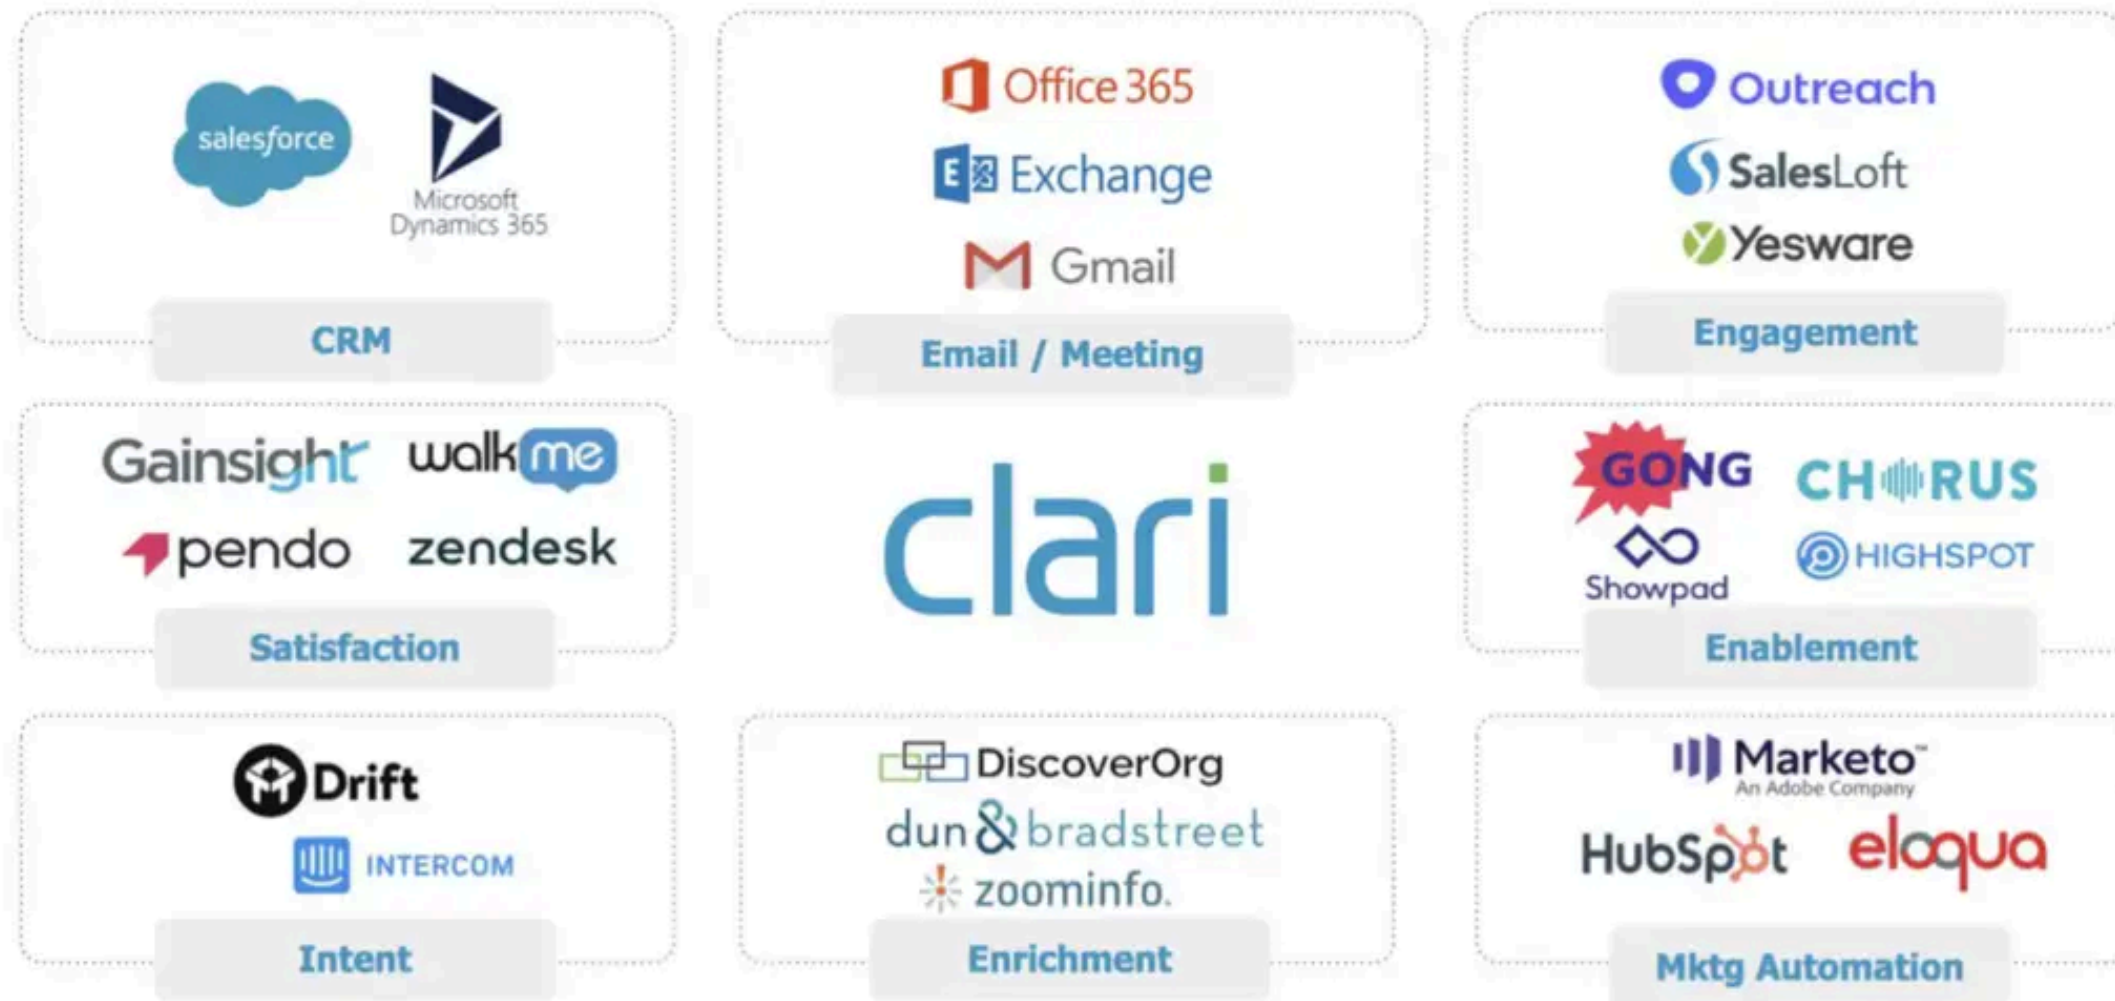 salesforce
Microsoft
Dynamics 365
CRM
Office 365
E Exchange
Gmail
Email / Meeting
Outreach
SalesLoft
Yesware
Engagement
Gainsight
walkme
pendo
zendesk
Satisfaction
clari
GONG
CHORUS
Showpad
HIGHSPOT
Enablement
Drift
INTERCOM
Intent
DiscoverOrg
dun & bradstreet
zoominfo.
Enrichment
Marketo™
An Adobe Company
HubSpot
eloqua
Mktg Automation